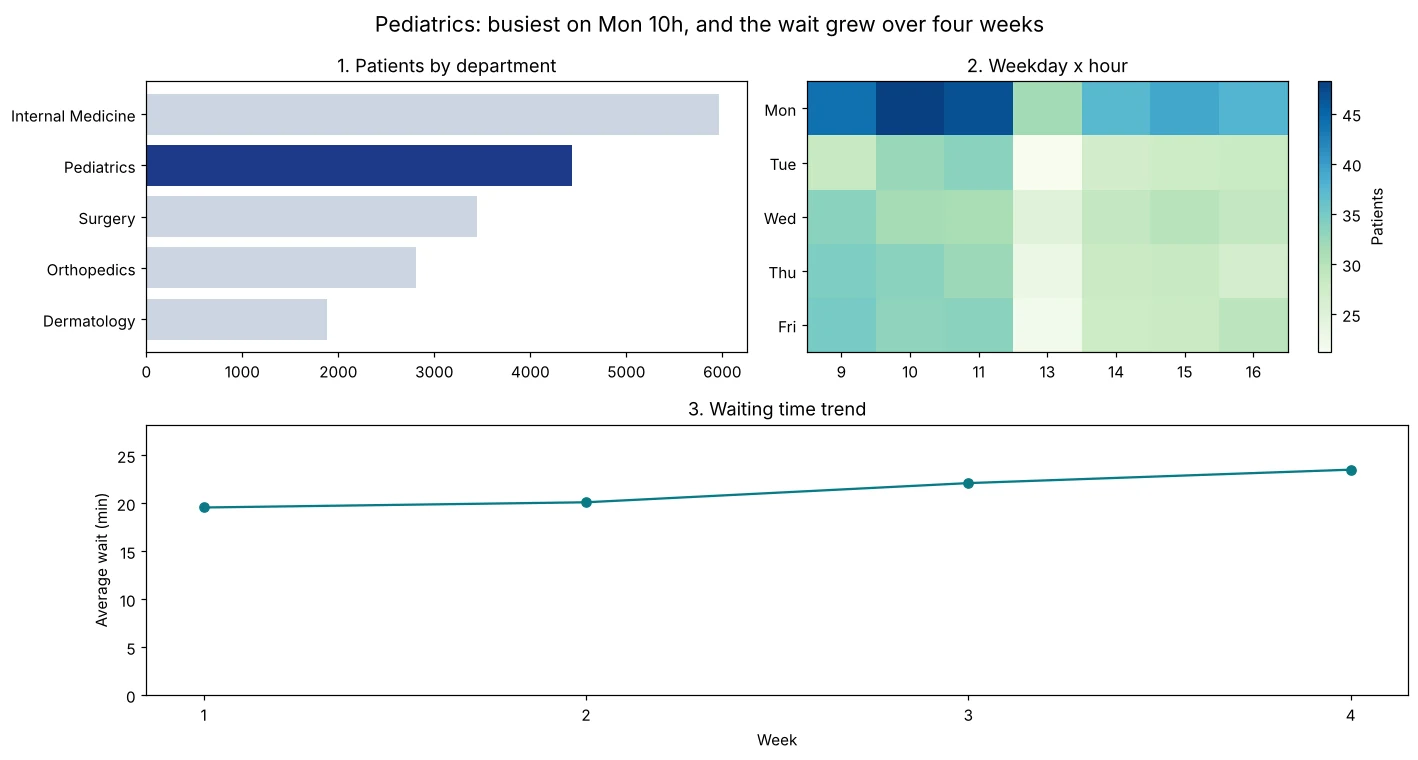 Pediatrics: busiest on Mon 10h, and the wait grew over four weeks
1. Patients by department
Internal Medicine
Pediatrics
Surgery
Orthopedics
Dermatology
0 1000 2000 3000 4000 5000 6000
2. Weekday x hour
Mon
Tue
Wed
Thu
Fri
9 10 11 13 14 15 16
45
40
35
30
25
Patients
3. Waiting time trend
Average wait (min)
25
20
15
10
5
0
1 2 3 4
Week